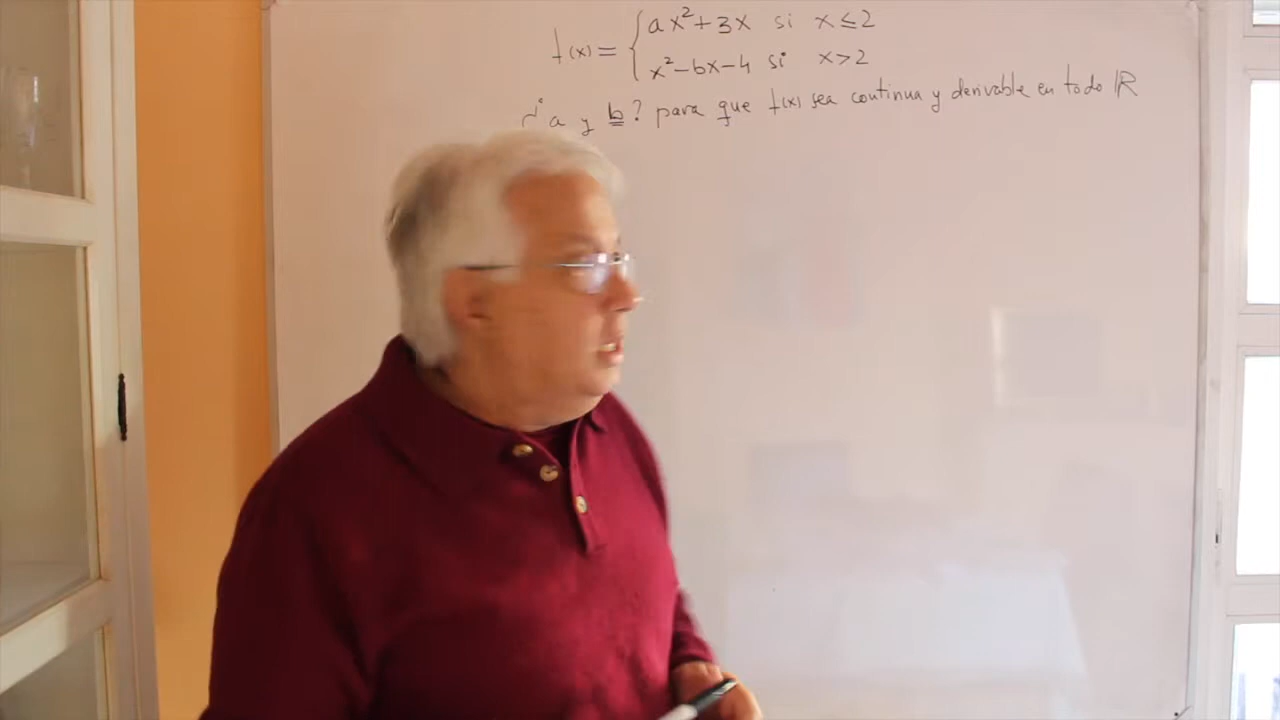 f(x) = { ax²+3x si x≤2
x²-bx-4 si x>2
¿ a y b? para que f(x) sea continua y derivable en todo ℝ